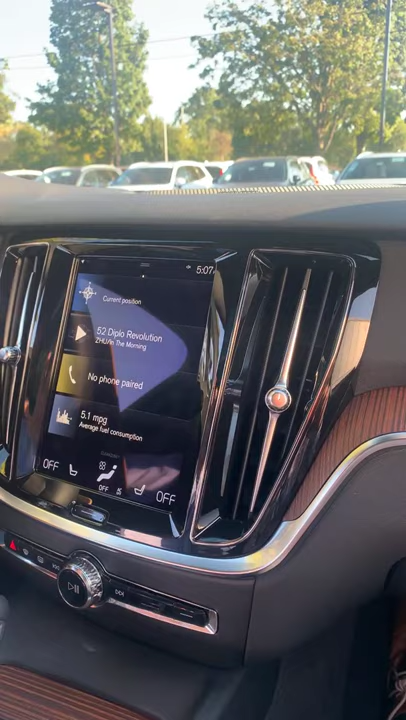 5:07
Current position
52 Diplo Revolution
ZHU/In The Morning
No phone paired
5.1 mpg
Average fuel consumption
OFF
OFF
OFF